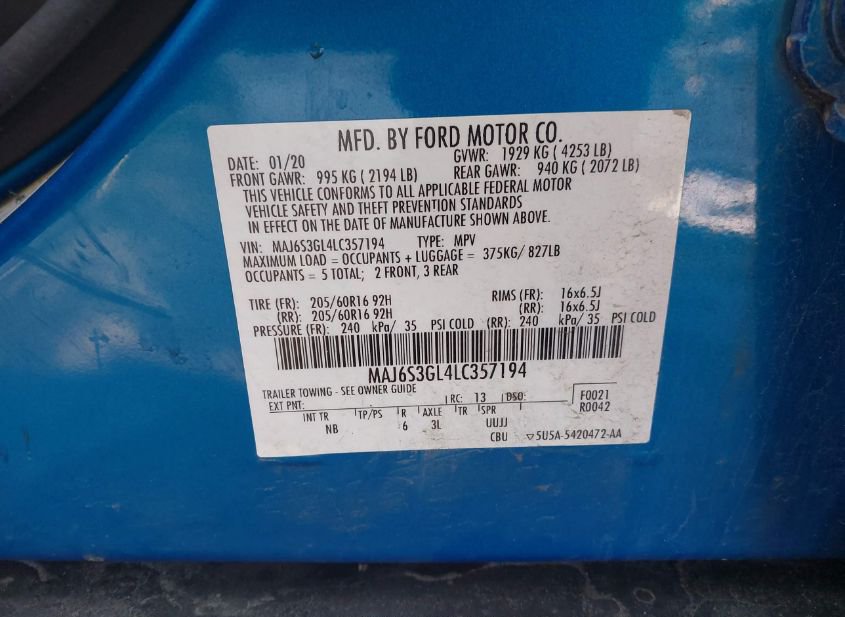 MFD. BY FORD MOTOR CO.
DATE: 01/20 GVWR: 1929 KG ( 4253 LB)
FRONT GAWR: 995 KG ( 2194 LB) REAR GAWR: 940 KG ( 2072 LB)
THIS VEHICLE CONFORMS TO ALL APPLICABLE FEDERAL MOTOR
VEHICLE SAFETY AND THEFT PREVENTION STANDARDS
IN EFFECT ON THE DATE OF MANUFACTURE SHOWN ABOVE.
VIN: MAJ6S3GL4LC357194 TYPE: MPV
MAXIMUM LOAD = OCCUPANTS + LUGGAGE = 375KG/ 827LB
OCCUPANTS = 5 TOTAL; 2 FRONT, 3 REAR
TIRE (FR): 205/60R16 92H RIMS (FR): 16x6.5J
(RR): 205/60R16 92H (RR): 16x6.5J
PRESSURE (FR): 240 kPa/ 35 PSI COLD (RR): 240 kPa/ 35 PSI COLD
MAJ6S3GL4LC357194
TRAILER TOWING - SEE OWNER GUIDE
EXT PNT: RC: 13 DSO: F0021
R0042
INT TR TP/PS R AXLE TR SPR
NB 6 3L UUJJ
CBU ▽5U5A-5420472-AA